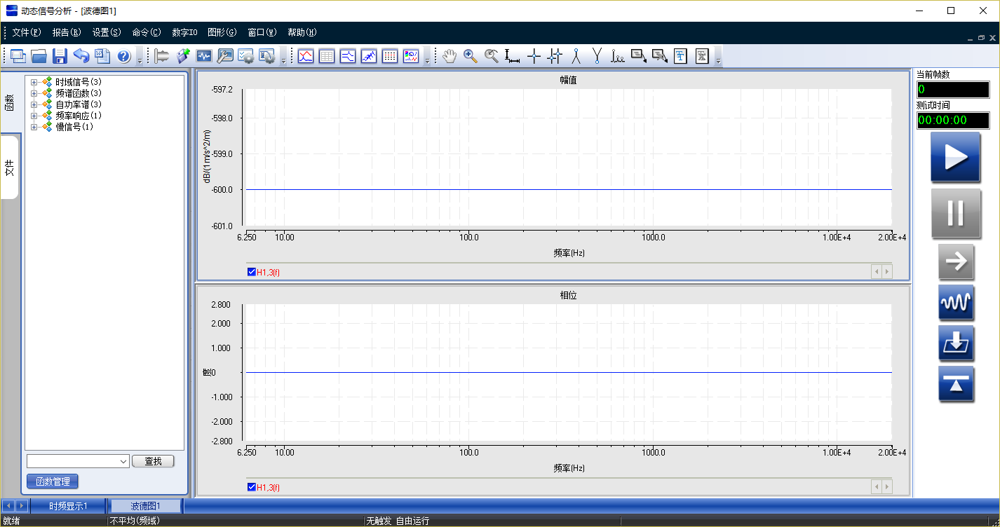 动态信号分析 - [波德图1]
文件(F) 报告(R) 设置(S) 命令(C) 数字IO 图形(G) 窗口(W) 帮助(H)
函数
文件
时域信号(3)
频谱函数(3)
自功率谱(3)
频率响应(1)
慢信号(1)
查找
函数管理
幅值
-597.2
-598.0
-599.0
-600.0
-601.0
dB/(1m/s^2/m)
6.250 10.00 100.0 1000.0 1.00E+4 2.00E+4
频率(Hz)
H1,3(f)
相位
2.800
2.000
1.000
0
-1.000
-2.000
-2.800
度
6.250 10.00 100.0 1000.0 1.00E+4 2.00E+4
频率(Hz)
H1,3(f)
当前帧数
0
测试时间
00:00:00
时频显示1 波德图1
就绪 不平均(频域) 无触发 自由运行